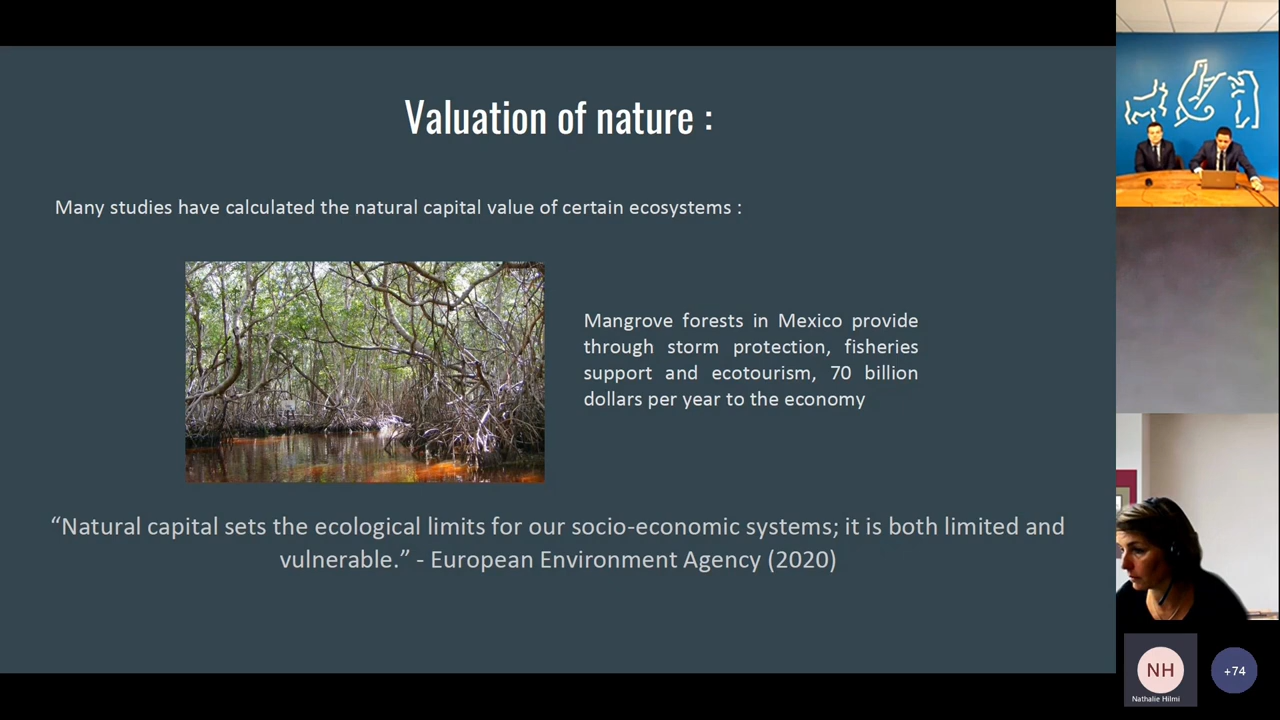 Valuation of nature :
Many studies have calculated the natural capital value of certain ecosystems :
Mangrove forests in Mexico provide
through storm protection, fisheries
support and ecotourism, 70 billion
dollars per year to the economy
“Natural capital sets the ecological limits for our socio-economic systems; it is both limited and
vulnerable.” - European Environment Agency (2020)
NH
Nathalie Hilmi
+74